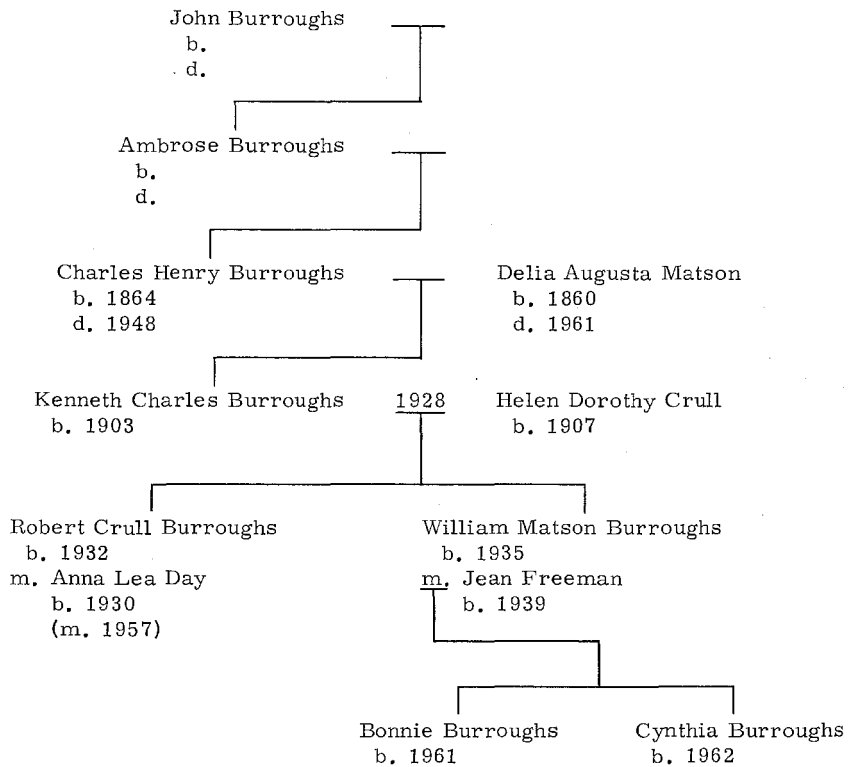 John Burroughs
b.
d.
Ambrose Burroughs
b.
d.
Charles Henry Burroughs
b. 1864
d. 1948
Delia Augusta Matson
b. 1860
d. 1961
Kenneth Charles Burroughs
b. 1903
1928
Helen Dorothy Crull
b. 1907
Robert Crull Burroughs
b. 1932
m. Anna Lea Day
b. 1930
(m. 1957)
William Matson Burroughs
b. 1935
m. Jean Freeman
b. 1939
Bonnie Burroughs
b. 1961
Cynthia Burroughs
b. 1962